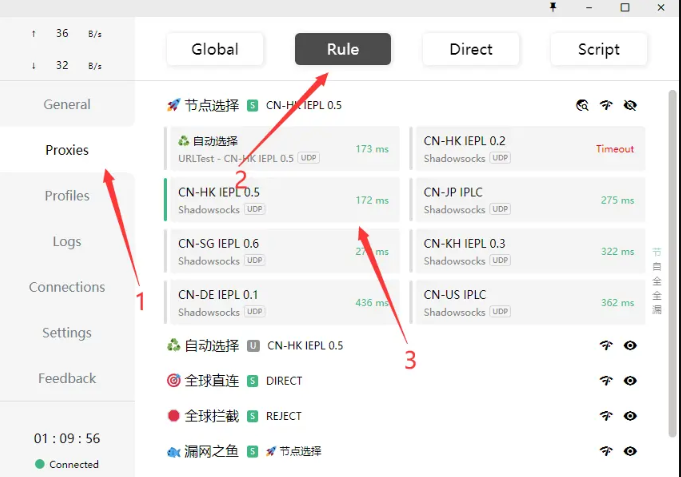 ↑ 36 B/s
↓ 32 B/s
General
Proxies
Profiles
Logs
Connections
Settings
Feedback
01 : 09 : 56
Connected
Global Rule Direct Script
🚀 节点选择 S CN-HK IEPL 0.5
♻️ 自动选择 173 ms
URLTest - CN-HK IEPL 0.5 UDP
CN-HK IEPL 0.2 Timeout
Shadowsocks UDP
CN-HK IEPL 0.5 172 ms
Shadowsocks UDP
CN-JP IPLC 275 ms
Shadowsocks UDP
CN-SG IEPL 0.6 ms
Shadowsocks UDP
CN-KH IEPL 0.3 322 ms
Shadowsocks UDP
CN-DE IEPL 0.1 436 ms
Shadowsocks UDP
CN-US IPLC 362 ms
Shadowsocks UDP
♻️ 自动选择 U CN-HK IEPL 0.5
🎯 全球直连 S DIRECT
🛑 全球拦截 S REJECT
🐟 漏网之鱼 S 🚀 节点选择
节
自
全
全
漏
1
2
3